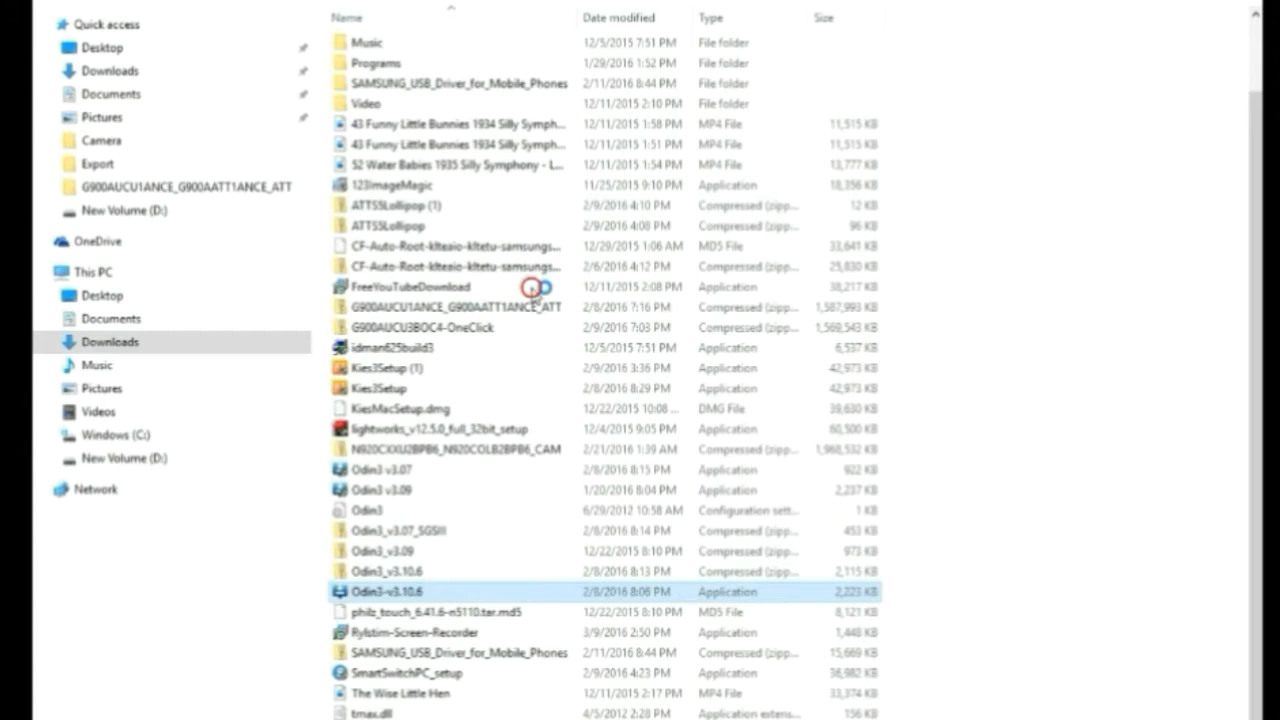 Quick access
Desktop
Downloads
Documents
Pictures
Camera
Export
G900AUCU1ANCE_G900AATT1ANCE_ATT
New Volume (D:)
OneDrive
This PC
Desktop
Documents
Downloads
Music
Pictures
Videos
Windows (C:)
New Volume (D:)
Network
Name Date modified Type Size
Music 12/5/2015 7:51 PM File folder
Programs 1/29/2016 1:52 PM File folder
SAMSUNG_USB_Driver_for_Mobile_Phones 2/11/2016 8:44 PM File folder
Video 12/11/2015 2:10 PM File folder
43 Funny Little Bunnies 1934 Silly Symph... 12/11/2015 1:58 PM MP4 File 11,515 KB
43 Funny Little Bunnies 1934 Silly Symph... 12/11/2015 1:51 PM MP4 File 11,515 KB
52 Water Babies 1935 Silly Symphony - L... 12/11/2015 1:54 PM MP4 File 13,777 KB
123ImageMagic 11/25/2015 9:10 PM Application 18,356 KB
ATTS5Lollipop (1) 2/9/2016 4:10 PM Compressed (zipp... 12 KB
ATTS5Lollipop 2/9/2016 4:08 PM Compressed (zipp... 96 KB
CF-Auto-Root-klteaio-kltetu-samsungs... 12/29/2015 1:06 AM MD5 File 33,641 KB
CF-Auto-Root-klteaio-kltetu-samsungs... 2/6/2016 4:12 PM Compressed (zipp... 25,830 KB
FreeYouTubeDownload 12/11/2015 2:08 PM Application 38,217 KB
G900AUCU1ANCE_G900AATT1ANCE_ATT 2/8/2016 7:16 PM Compressed (zipp... 1,587,993 KB
G900AUCU3BOC4-OneClick 2/9/2016 7:03 PM Compressed (zipp... 1,569,543 KB
idman625build3 12/5/2015 7:51 PM Application 6,537 KB
Kies3Setup (1) 2/9/2016 3:36 PM Application 42,973 KB
Kies3Setup 2/8/2016 8:29 PM Application 42,973 KB
KiesMacSetup.dmg 12/22/2015 10:08 ... DMG File 39,630 KB
lightworks_v12.5.0_full_32bit_setup 12/4/2015 9:05 PM Application 60,500 KB
N920CXXU2BPB6_N920COLB2BPB6_CAM 2/21/2016 1:39 AM Compressed (zipp... 1,968,532 KB
Odin3 v3.07 2/8/2016 8:15 PM Application 922 KB
Odin3 v3.09 1/20/2016 8:04 PM Application 2,237 KB
Odin3 6/29/2012 10:58 AM Configuration sett... 1 KB
Odin3_v3.07_SGSIII 2/8/2016 8:14 PM Compressed (zipp... 453 KB
Odin3_v3.09 12/22/2015 8:10 PM Compressed (zipp... 973 KB
Odin3_v3.10.6 2/8/2016 8:13 PM Compressed (zipp... 2,115 KB
Odin3-v3.10.6 2/8/2016 8:06 PM Application 2,223 KB
philz_touch_6.41.6-n5110.tar.md5 12/22/2015 8:10 PM MD5 File 8,121 KB
Rylstim-Screen-Recorder 3/9/2016 2:50 PM Application 1,448 KB
SAMSUNG_USB_Driver_for_Mobile_Phones 2/11/2016 8:44 PM Compressed (zipp... 15,669 KB
SmartSwitchPC_setup 2/9/2016 4:23 PM Application 36,982 KB
The Wise Little Hen 12/11/2015 2:17 PM MP4 File 33,374 KB
tmax.dll 4/5/2012 2:28 PM Application extens... 156 KB